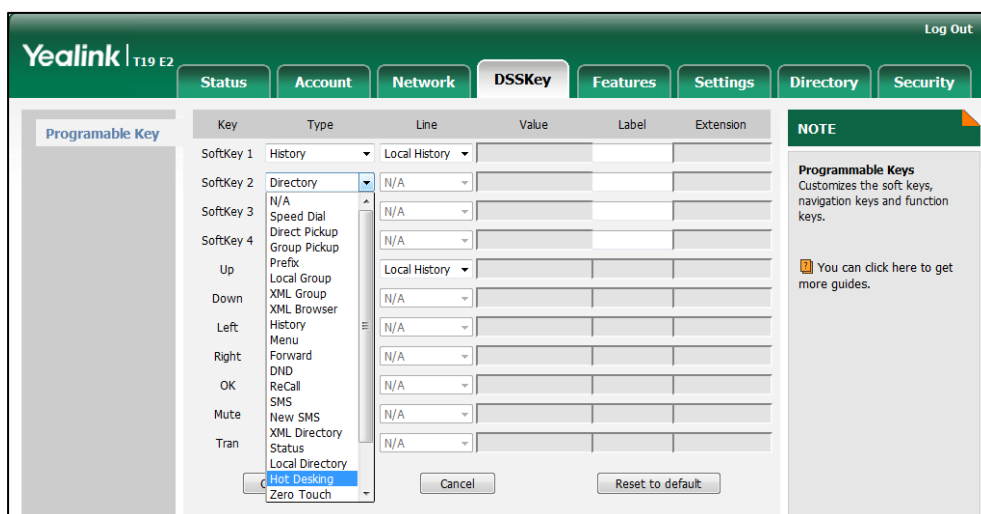 Log Out
Yealink T19 E2
Status Account Network DSSKey Features Settings Directory Security
Programable Key
Key Type Line Value Label Extension
SoftKey 1 History Local History
SoftKey 2 Directory N/A
SoftKey 3 N/A
SoftKey 4 N/A
Up Local History
Down N/A
Left N/A
Right N/A
OK N/A
Mute N/A
Tran N/A
N/A
Speed Dial
Direct Pickup
Group Pickup
Prefix
Local Group
XML Group
XML Browser
History
Menu
Forward
DND
ReCall
SMS
New SMS
XML Directory
Status
Local Directory
Hot Desking
Zero Touch
Cancel Reset to default
NOTE
Programmable Keys
Customizes the soft keys,
navigation keys and function
keys.
You can click here to get
more guides.